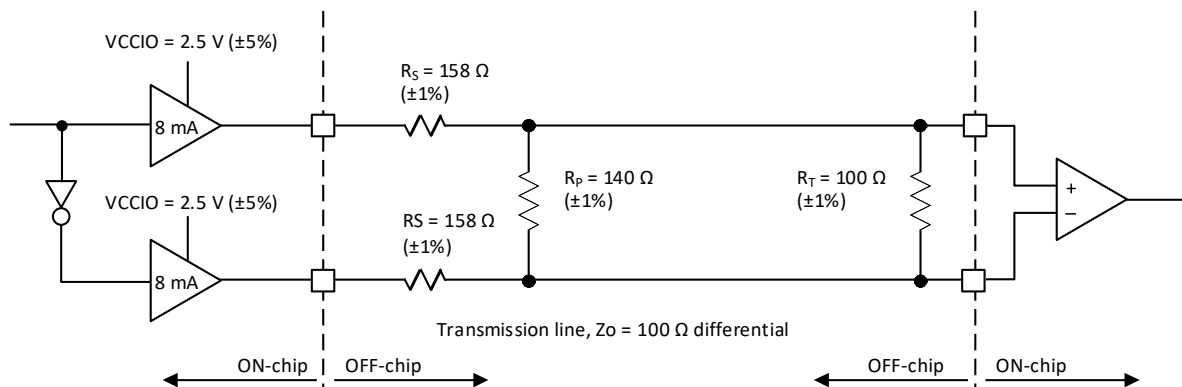 VCCIO = 2.5 V (±5%)
8 mA
RS = 158 Ω
(±1%)
RP = 140 Ω
(±1%)
RT = 100 Ω
(±1%)
+
−
VCCIO = 2.5 V (±5%)
8 mA
RS = 158 Ω
(±1%)
Transmission line, Zo = 100 Ω differential
ON-chip
OFF-chip
OFF-chip
ON-chip